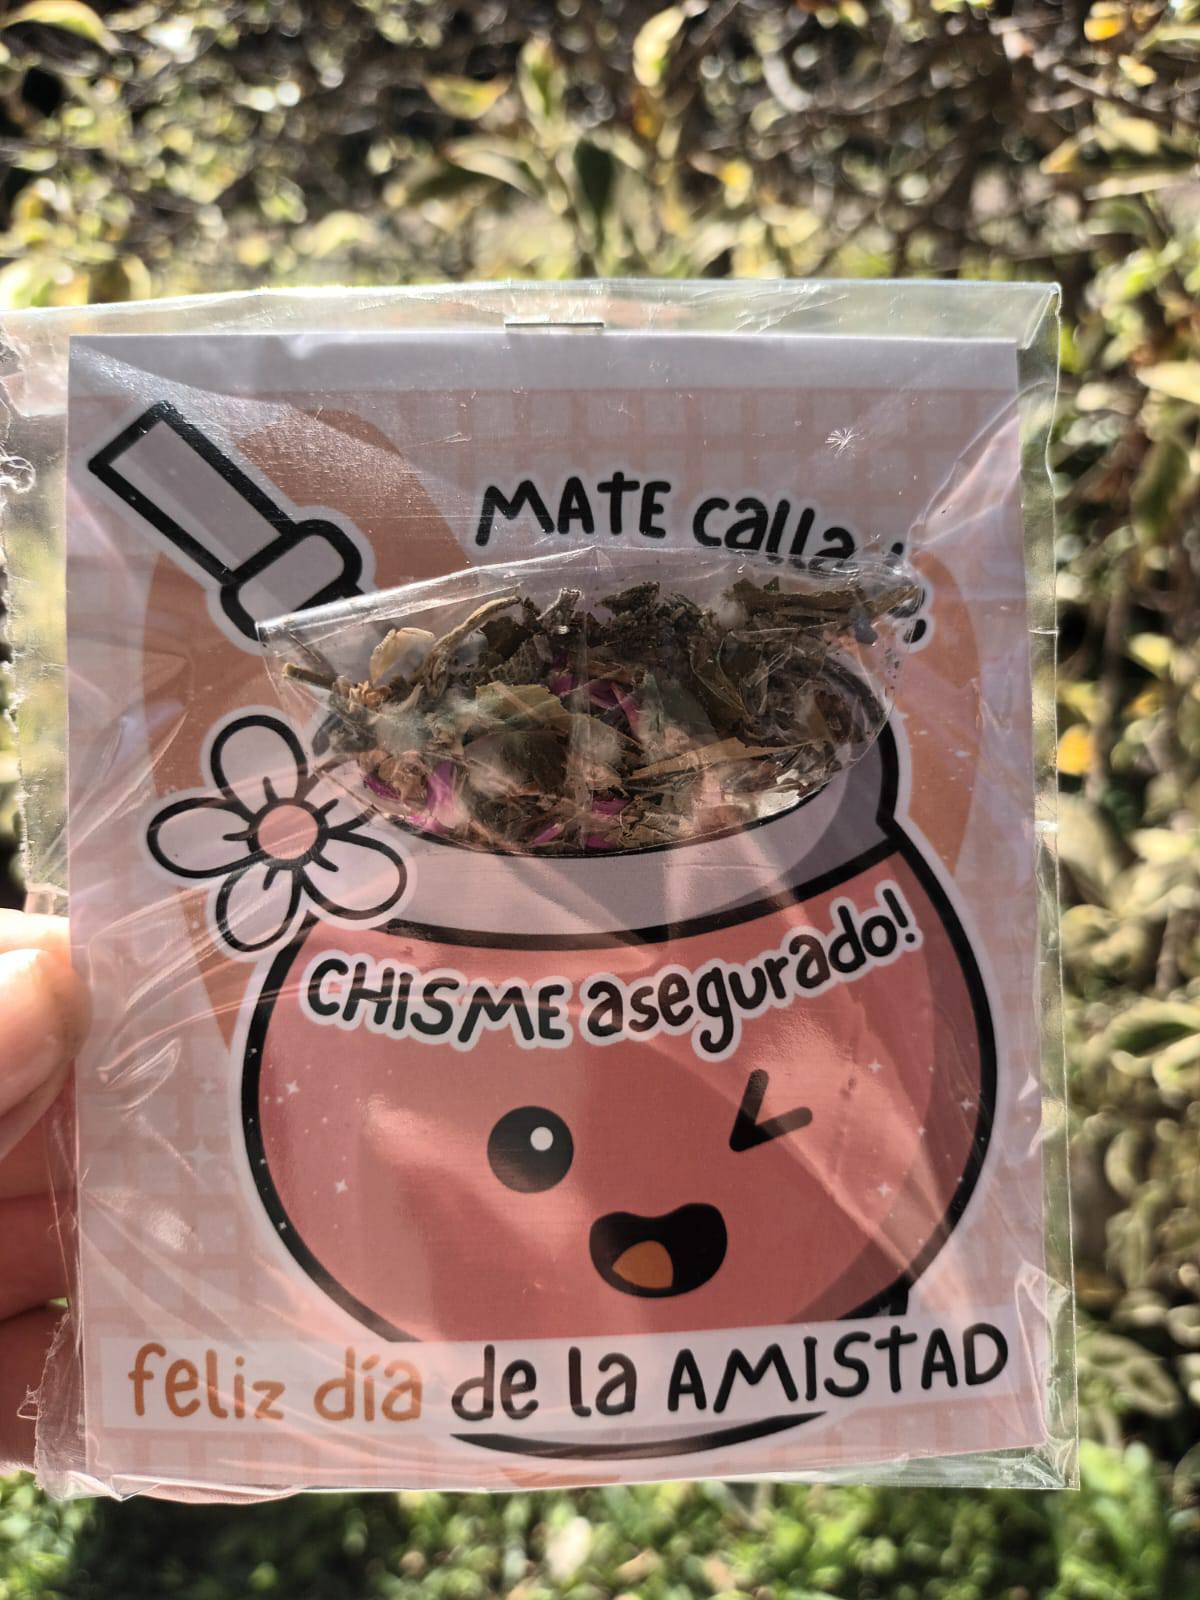 MATE calla
CHISME asegurado!
feliz día de la AMISTAD